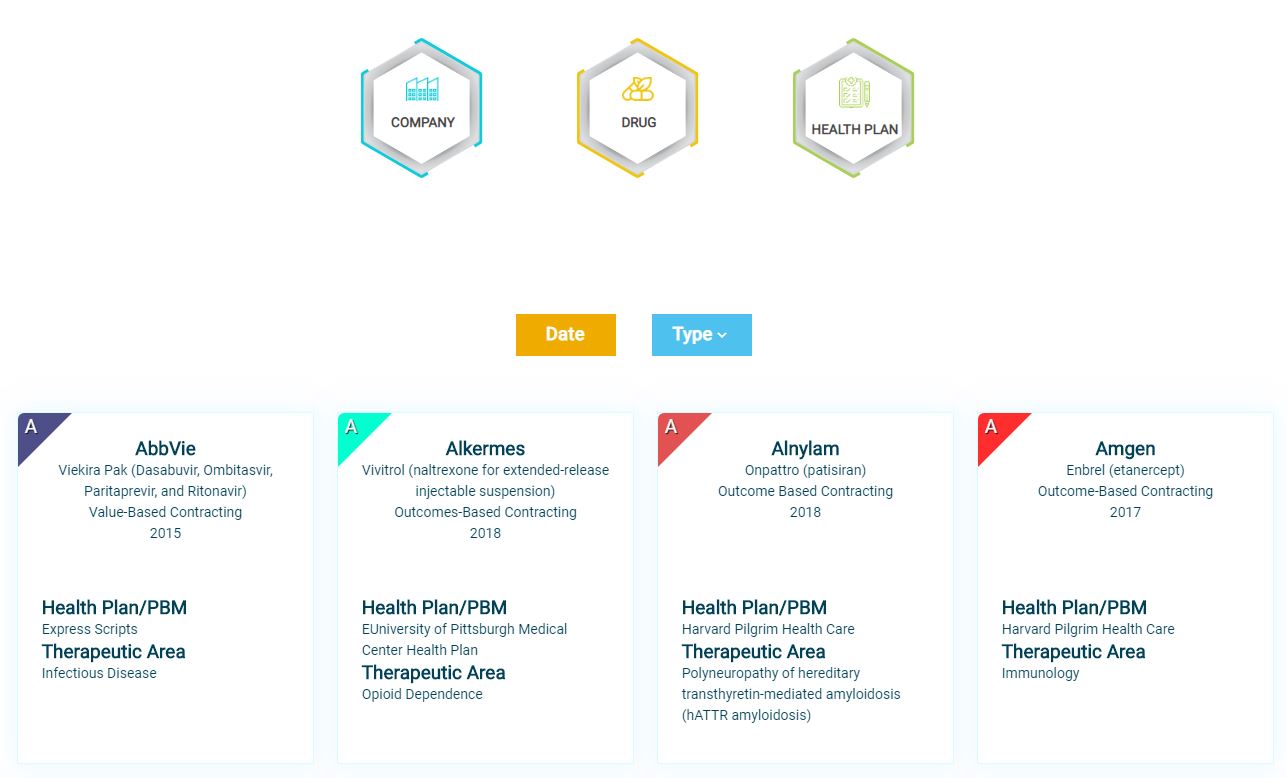 COMPANY
DRUG
HEALTH PLAN
Date
Type
A
AbbVie
Viekira Pak (Dasabuvir, Ombitasvir,
Paritaprevir, and Ritonavir)
Value-Based Contracting
2015
Health Plan/PBM
Express Scripts
Therapeutic Area
Infectious Disease
A
Alkermes
Vivitrol (naltrexone for extended-release
injectable suspension)
Outcomes-Based Contracting
2018
Health Plan/PBM
EUniversity of Pittsburgh Medical
Center Health Plan
Therapeutic Area
Opioid Dependence
A
Alnylam
Onpattro (patisiran)
Outcome Based Contracting
2018
Health Plan/PBM
Harvard Pilgrim Health Care
Therapeutic Area
Polyneuropathy of hereditary
transthyretin-mediated amyloidosis
(hATTR amyloidosis)
A
Amgen
Enbrel (etanercept)
Outcome-Based Contracting
2017
Health Plan/PBM
Harvard Pilgrim Health Care
Therapeutic Area
Immunology